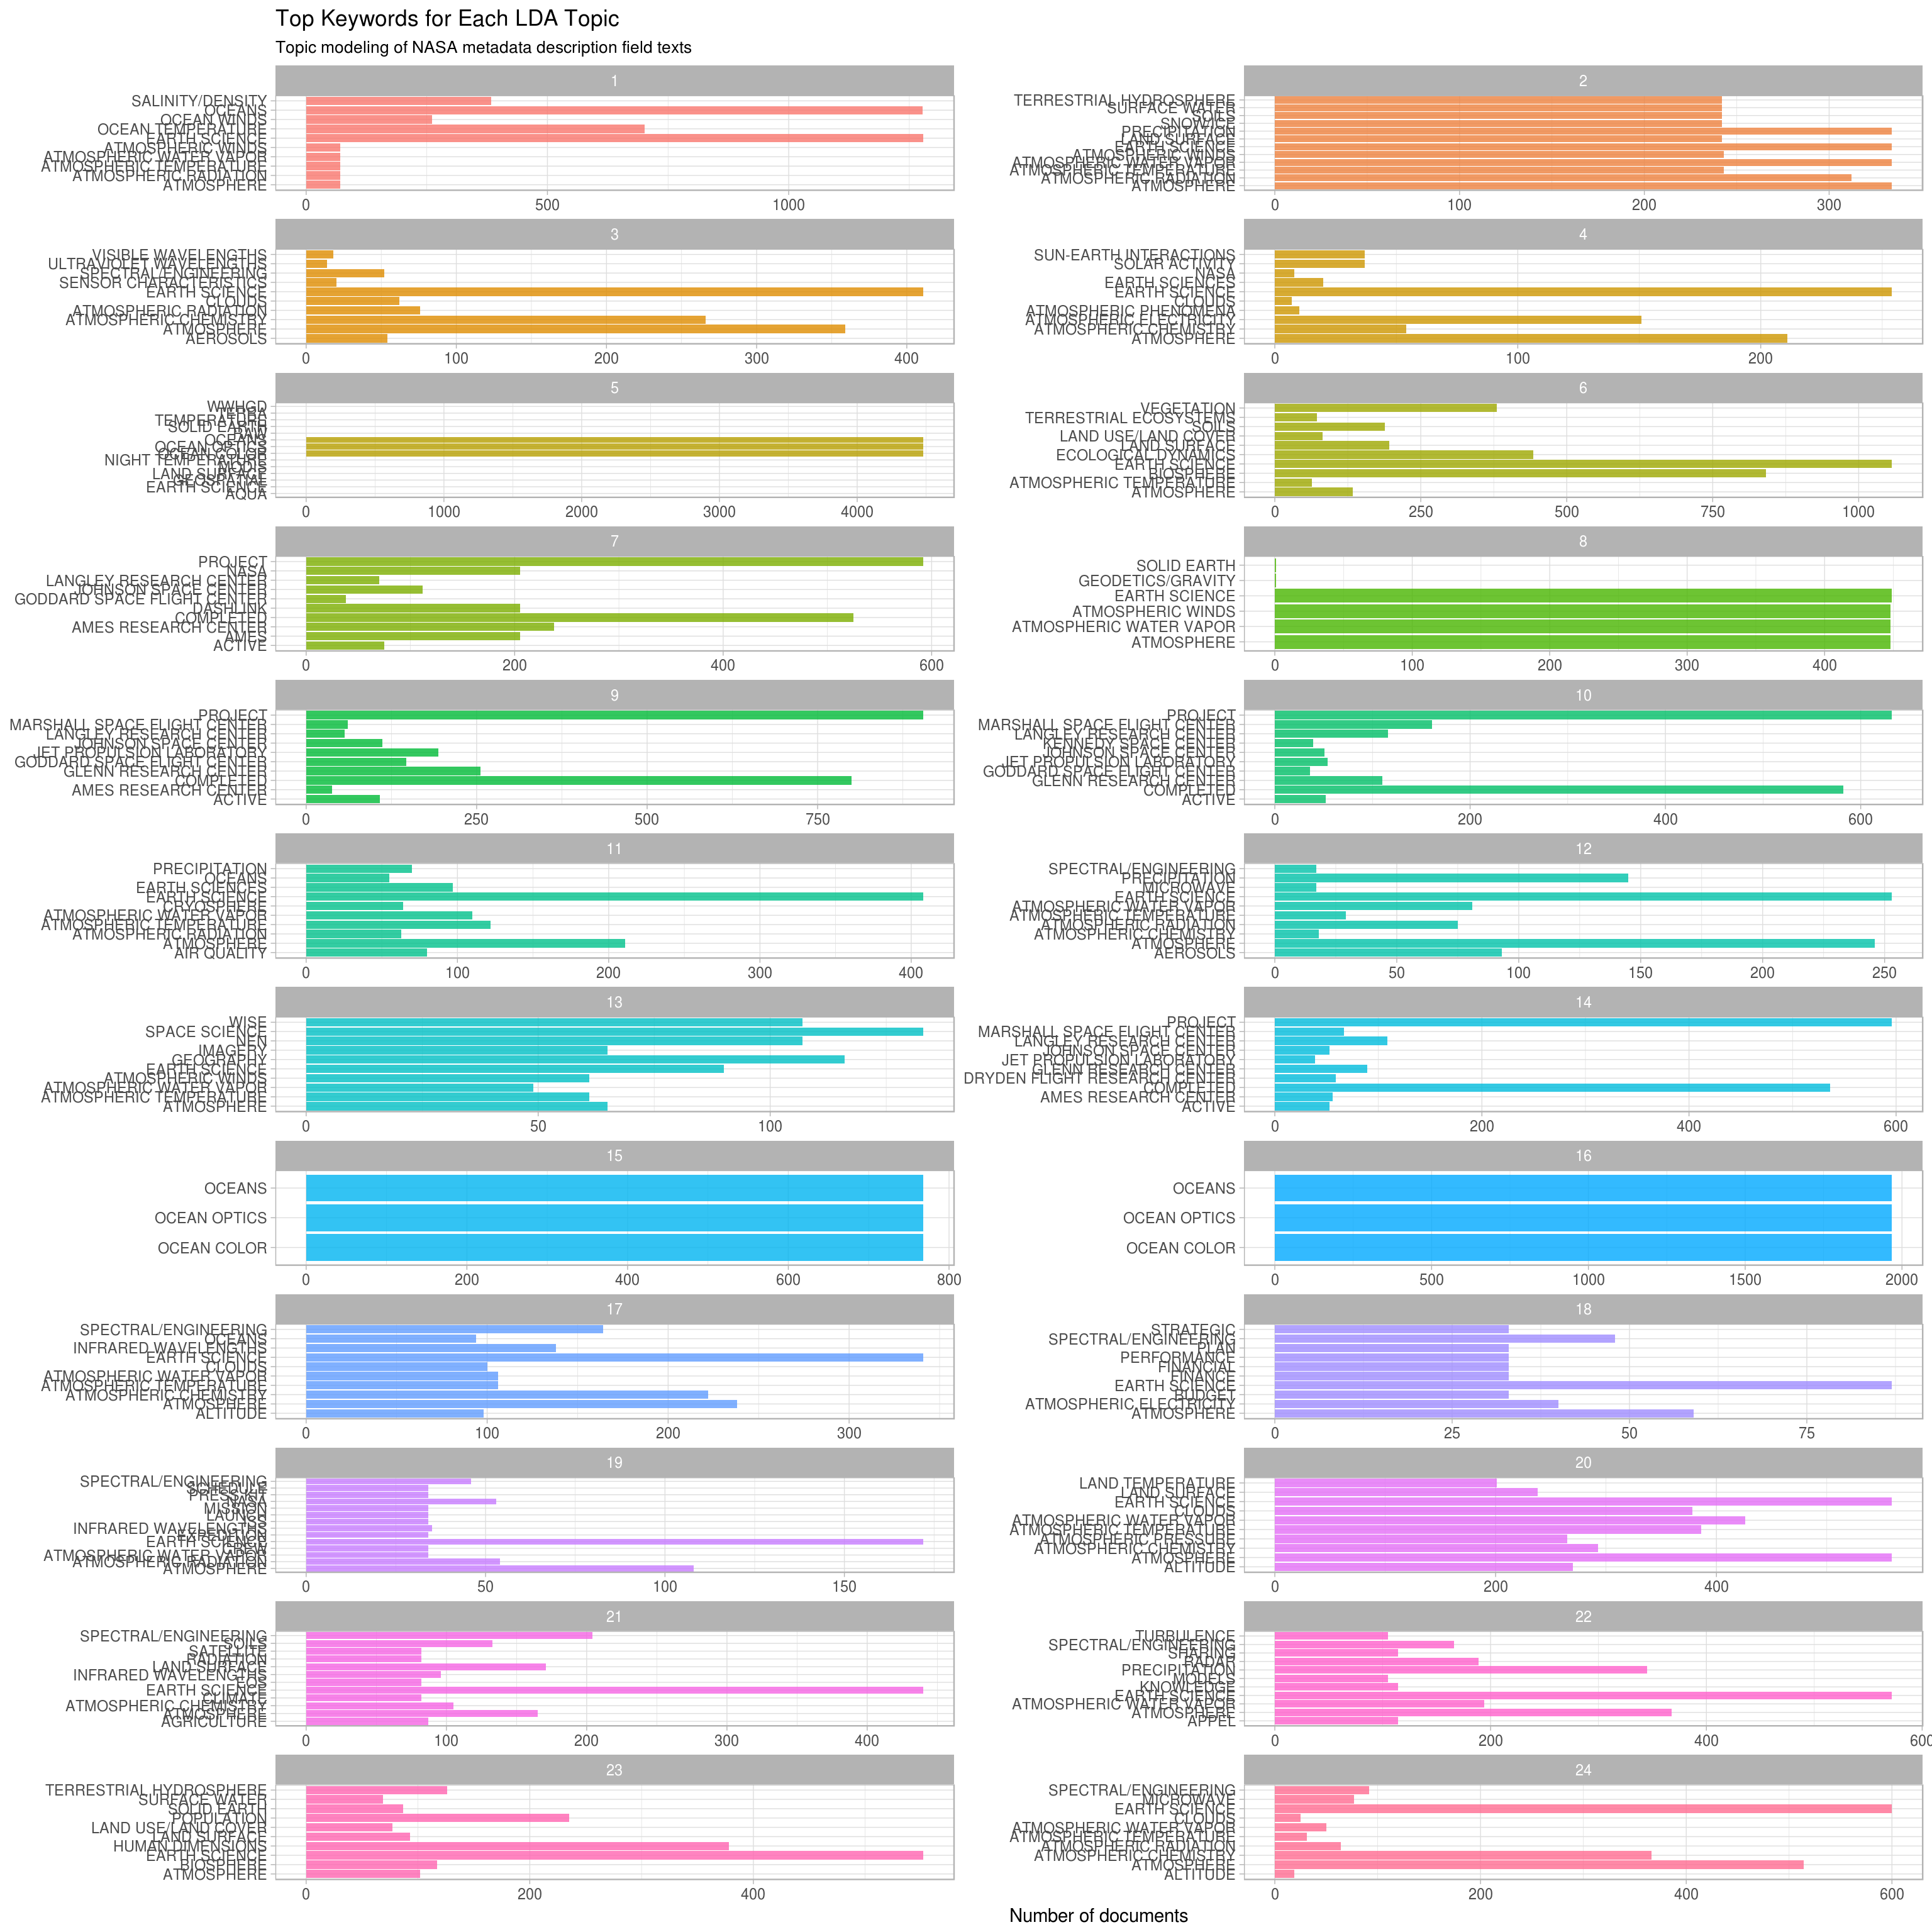 Top Keywords for Each LDA Topic
Topic modeling of NASA metadata description field texts
1
SALINITY/DENSITY
OCEANS
OCEAN WINDS
OCEAN TEMPERATURE
EARTH SCIENCE
ATMOSPHERIC WINDS
ATMOSPHERIC WATER VAPOR
ATMOSPHERIC TEMPERATURE
ATMOSPHERIC RADIATION
ATMOSPHERE
0 500 1000
2
TERRESTRIAL HYDROSPHERE
SURFACE WATER
SOILS
SNOW/ICE
PRECIPITATION
LAND SURFACE
EARTH SCIENCE
ATMOSPHERIC WINDS
ATMOSPHERIC WATER VAPOR
ATMOSPHERIC TEMPERATURE
ATMOSPHERIC RADIATION
ATMOSPHERE
0 100 200 300
3
VISIBLE WAVELENGTHS
ULTRAVIOLET WAVELENGTHS
SPECTRAL/ENGINEERING
SENSOR CHARACTERISTICS
EARTH SCIENCE
CLOUDS
ATMOSPHERIC RADIATION
ATMOSPHERIC CHEMISTRY
ATMOSPHERE
AEROSOLS
0 100 200 300 400
4
SUN-EARTH INTERACTIONS
SOLAR ACTIVITY
NASA
EARTH SCIENCES
EARTH SCIENCE
CLOUDS
ATMOSPHERIC PHENOMENA
ATMOSPHERIC ELECTRICITY
ATMOSPHERIC CHEMISTRY
ATMOSPHERE
0 100 200
5
WWHGD
TERRA
TEMPERATURE
SOLID EARTH
OCEANS
OCEAN OPTICS
OCEAN COLOR
NIGHT TEMPERATURE
MODIS
LAND SURFACE
GEOSPATIAL
EARTH SCIENCE
AQUA
0 1000 2000 3000 4000
6
VEGETATION
TERRESTRIAL ECOSYSTEMS
SOILS
LAND USE/LAND COVER
LAND SURFACE
ECOLOGICAL DYNAMICS
EARTH SCIENCE
BIOSPHERE
ATMOSPHERIC TEMPERATURE
ATMOSPHERE
0 250 500 750 1000
7
PROJECT
NASA
LANGLEY RESEARCH CENTER
JOHNSON SPACE CENTER
GODDARD SPACE FLIGHT CENTER
DASHLINK
COMPLETED
AMES RESEARCH CENTER
AMES
ACTIVE
0 200 400 600
8
SOLID EARTH
GEODETICS/GRAVITY
EARTH SCIENCE
ATMOSPHERIC WINDS
ATMOSPHERIC WATER VAPOR
ATMOSPHERE
0 100 200 300 400
9
PROJECT
MARSHALL SPACE FLIGHT CENTER
LANGLEY RESEARCH CENTER
JOHNSON SPACE CENTER
JET PROPULSION LABORATORY
GODDARD SPACE FLIGHT CENTER
GLENN RESEARCH CENTER
COMPLETED
AMES RESEARCH CENTER
ACTIVE
0 250 500 750
10
PROJECT
MARSHALL SPACE FLIGHT CENTER
LANGLEY RESEARCH CENTER
KENNEDY SPACE CENTER
JOHNSON SPACE CENTER
JET PROPULSION LABORATORY
GODDARD SPACE FLIGHT CENTER
GLENN RESEARCH CENTER
COMPLETED
ACTIVE
0 200 400 600
11
PRECIPITATION
OCEANS
EARTH SCIENCES
EARTH SCIENCE
CRYOSPHERE
ATMOSPHERIC WATER VAPOR
ATMOSPHERIC TEMPERATURE
ATMOSPHERIC RADIATION
ATMOSPHERE
AIR QUALITY
0 100 200 300 400
12
SPECTRAL/ENGINEERING
PRECIPITATION
MICROWAVE
EARTH SCIENCE
ATMOSPHERIC WATER VAPOR
ATMOSPHERIC TEMPERATURE
ATMOSPHERIC RADIATION
ATMOSPHERIC CHEMISTRY
ATMOSPHERE
AEROSOLS
0 50 100 150 200 250
13
WISE
SPACE SCIENCE
NEN
IMAGERY
GEOGRAPHY
EARTH SCIENCE
ATMOSPHERIC WINDS
ATMOSPHERIC WATER VAPOR
ATMOSPHERIC TEMPERATURE
ATMOSPHERE
0 50 100
14
PROJECT
MARSHALL SPACE FLIGHT CENTER
LANGLEY RESEARCH CENTER
JOHNSON SPACE CENTER
JET PROPULSION LABORATORY
GLENN RESEARCH CENTER
DRYDEN FLIGHT RESEARCH CENTER
COMPLETED
AMES RESEARCH CENTER
ACTIVE
0 200 400 600
15
OCEANS
OCEAN OPTICS
OCEAN COLOR
0 200 400 600 800
16
OCEANS
OCEAN OPTICS
OCEAN COLOR
0 500 1000 1500 2000
17
SPECTRAL/ENGINEERING
OCEANS
INFRARED WAVELENGTHS
EARTH SCIENCE
CLOUDS
ATMOSPHERIC WATER VAPOR
ATMOSPHERIC TEMPERATURE
ATMOSPHERIC CHEMISTRY
ATMOSPHERE
ALTITUDE
0 100 200 300
18
STRATEGIC
SPECTRAL/ENGINEERING
PLAN
PERFORMANCE
FINANCIAL
FINANCE
EARTH SCIENCE
BUDGET
ATMOSPHERIC ELECTRICITY
ATMOSPHERE
0 25 50 75
19
SPECTRAL/ENGINEERING
SCHEDULE
PRESS KIT
NASA
MISSION
LAUNCH
ISS
INFRARED WAVELENGTHS
EXPEDITION
EARTH SCIENCE
CREW
ATMOSPHERIC WATER VAPOR
ATMOSPHERIC RADIATION
ATMOSPHERE
0 50 100 150
20
LAND TEMPERATURE
LAND SURFACE
EARTH SCIENCE
CLOUDS
ATMOSPHERIC WATER VAPOR
ATMOSPHERIC TEMPERATURE
ATMOSPHERIC PRESSURE
ATMOSPHERIC CHEMISTRY
ATMOSPHERE
ALTITUDE
0 200 400
21
SPECTRAL/ENGINEERING
SOILS
SATELLITE
RADIATION
LAND SURFACE
INFRARED WAVELENGTHS
EOS
EARTH SCIENCE
CLIMATE
ATMOSPHERIC CHEMISTRY
ATMOSPHERE
AGRICULTURE
0 100 200 300 400
22
TURBULENCE
SPECTRAL/ENGINEERING
SHARING
RADAR
PRECIPITATION
MODELS
KNOWLEDGE
EARTH SCIENCE
ATMOSPHERIC WATER VAPOR
ATMOSPHERE
APPEL
0 200 400 600
23
TERRESTRIAL HYDROSPHERE
SURFACE WATER
SOLID EARTH
POPULATION
LAND USE/LAND COVER
LAND SURFACE
HUMAN DIMENSIONS
EARTH SCIENCE
BIOSPHERE
ATMOSPHERE
0 200 400
24
SPECTRAL/ENGINEERING
MICROWAVE
EARTH SCIENCE
CLOUDS
ATMOSPHERIC WATER VAPOR
ATMOSPHERIC TEMPERATURE
ATMOSPHERIC RADIATION
ATMOSPHERIC CHEMISTRY
ATMOSPHERE
ALTITUDE
0 200 400 600
Number of documents